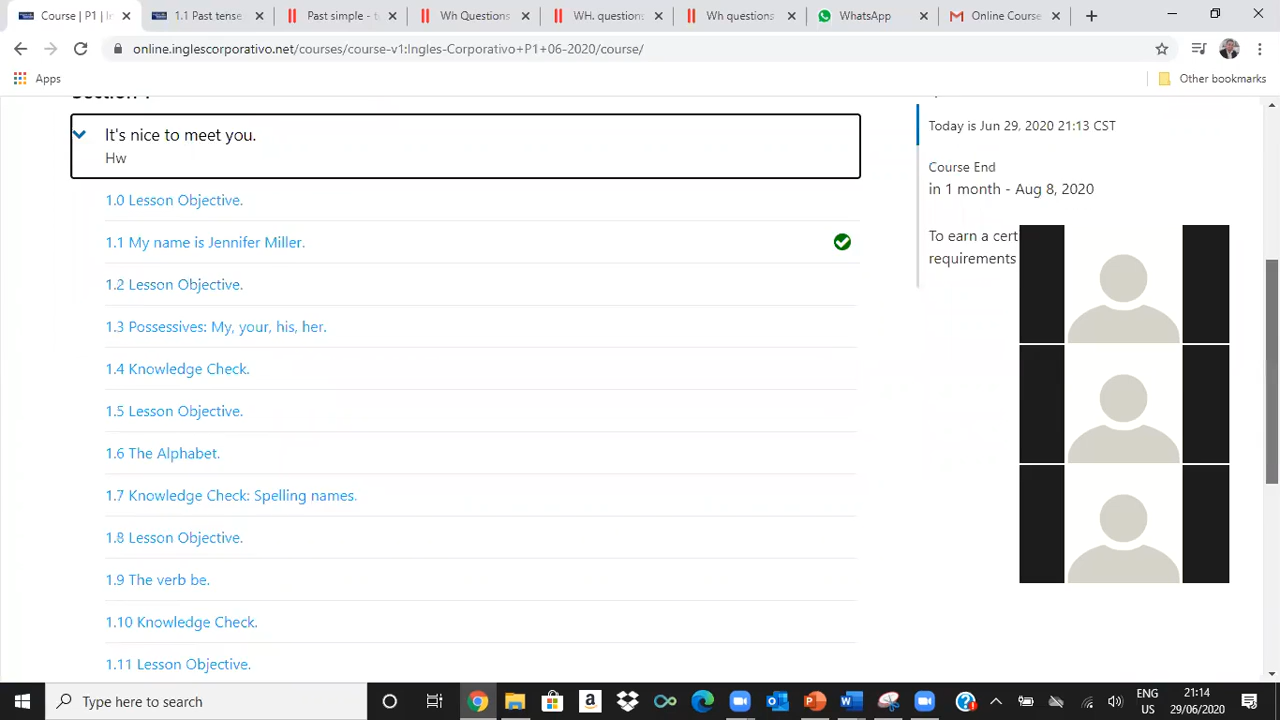 Course | P1 | I
1.1 Past tense
Past simple - t
Wh Questions
WH. question
Wh questions
WhatsApp
Online Course
online.inglescorporativo.net/courses/course-v1:Ingles-Corporativo+P1+06-2020/course/
Apps
Other bookmarks
It's nice to meet you.
Hw
1.0 Lesson Objective.
1.1 My name is Jennifer Miller.
1.2 Lesson Objective.
1.3 Possessives: My, your, his, her.
1.4 Knowledge Check.
1.5 Lesson Objective.
1.6 The Alphabet.
1.7 Knowledge Check: Spelling names.
1.8 Lesson Objective.
1.9 The verb be.
1.10 Knowledge Check.
1.11 Lesson Objective.
Today is Jun 29, 2020 21:13 CST
Course End
in 1 month - Aug 8, 2020
To earn a cert
requirements
Type here to search
ENG
US
21:14
29/06/2020